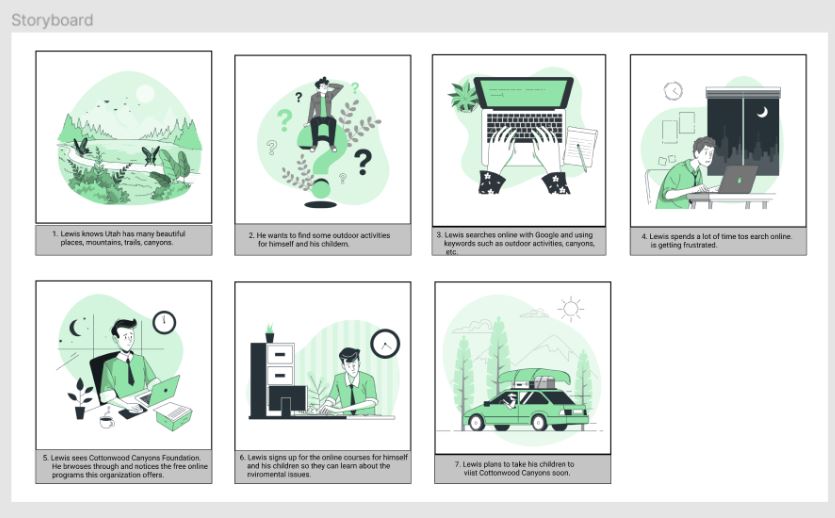 Storyboard
1. Lewis knows Utah has many beautiful
places, mountains, trails, canyons.
2. He wants to find some outdoor activities
for himself and his childern.
3. Lewis searches online with Google and using
keywords such as outdoor activities, canyons,
etc.
4. Lewis spends a lot of time tos earch online.
is getting frustrated.
5. Lewis sees Cottonwood Canyons Foundation.
He brwoses through and notices the free online
programs this organization offers.
6. Lewis signs up for the online courses for himself
and his children so they can learn about the
nviromental issues.
7. Lewis plans to take his children to
viist Cottonwood Canyons soon.